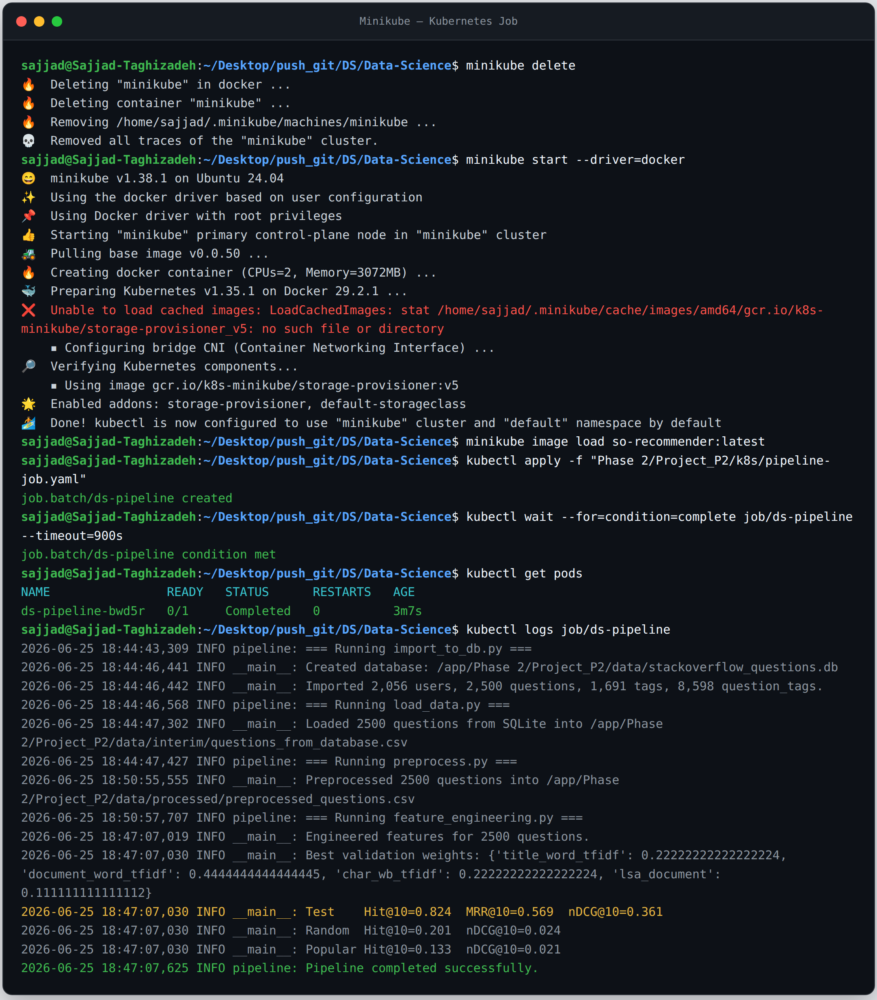 Minikube — Kubernetes Job
sajjad@Sajjad-Taghizadeh:~/Desktop/push_git/DS/Data-Science$ minikube delete
🔥  Deleting "minikube" in docker ...
🔥  Deleting container "minikube" ...
🔥  Removing /home/sajjad/.minikube/machines/minikube ...
💀  Removed all traces of the "minikube" cluster.
sajjad@Sajjad-Taghizadeh:~/Desktop/push_git/DS/Data-Science$ minikube start --driver=docker
😄  minikube v1.38.1 on Ubuntu 24.04
✨  Using the docker driver based on user configuration
📌  Using Docker driver with root privileges
👍  Starting "minikube" primary control-plane node in "minikube" cluster
🚜  Pulling base image v0.0.50 ...
🔥  Creating docker container (CPUs=2, Memory=3072MB) ...
🐳  Preparing Kubernetes v1.35.1 on Docker 29.2.1 ...
❌  Unable to load cached images: LoadCachedImages: stat /home/sajjad/.minikube/cache/images/amd64/gcr.io/k8s-
minikube/storage-provisioner_v5: no such file or directory
    ▪ Configuring bridge CNI (Container Networking Interface) ...
🔎  Verifying Kubernetes components...
    ▪ Using image gcr.io/k8s-minikube/storage-provisioner:v5
🌟  Enabled addons: storage-provisioner, default-storageclass
🏄  Done! kubectl is now configured to use "minikube" cluster and "default" namespace by default
sajjad@Sajjad-Taghizadeh:~/Desktop/push_git/DS/Data-Science$ minikube image load so-recommender:latest
sajjad@Sajjad-Taghizadeh:~/Desktop/push_git/DS/Data-Science$ kubectl apply -f "Phase 2/Project_P2/k8s/pipeline-
job.yaml"
job.batch/ds-pipeline created
sajjad@Sajjad-Taghizadeh:~/Desktop/push_git/DS/Data-Science$ kubectl wait --for=condition=complete job/ds-pipeline
--timeout=900s
job.batch/ds-pipeline condition met
sajjad@Sajjad-Taghizadeh:~/Desktop/push_git/DS/Data-Science$ kubectl get pods
NAME                READY   STATUS      RESTARTS   AGE
ds-pipeline-bwd5r   0/1     Completed   0          3m7s
sajjad@Sajjad-Taghizadeh:~/Desktop/push_git/DS/Data-Science$ kubectl logs job/ds-pipeline
2026-06-25 18:44:43,309 INFO pipeline: === Running import_to_db.py ===
2026-06-25 18:44:46,441 INFO __main__: Created database: /app/Phase 2/Project_P2/data/stackoverflow_questions.db
2026-06-25 18:44:46,442 INFO __main__: Imported 2,056 users, 2,500 questions, 1,691 tags, 8,598 question_tags.
2026-06-25 18:44:46,568 INFO pipeline: === Running load_data.py ===
2026-06-25 18:44:47,302 INFO __main__: Loaded 2500 questions from SQLite into /app/Phase
2/Project_P2/data/interim/questions_from_database.csv
2026-06-25 18:44:47,427 INFO pipeline: === Running preprocess.py ===
2026-06-25 18:50:55,555 INFO __main__: Preprocessed 2500 questions into /app/Phase
2/Project_P2/data/processed/preprocessed_questions.csv
2026-06-25 18:50:57,707 INFO pipeline: === Running feature_engineering.py ===
2026-06-25 18:47:07,019 INFO __main__: Engineered features for 2500 questions.
2026-06-25 18:47:07,030 INFO __main__: Best validation weights: {'title_word_tfidf': 0.22222222222222224,
'document_word_tfidf': 0.4444444444444445, 'char_wb_tfidf': 0.22222222222222224, 'lsa_document':
0.111111111111112}
2026-06-25 18:47:07,030 INFO __main__: Test    Hit@10=0.824  MRR@10=0.569  nDCG@10=0.361
2026-06-25 18:47:07,030 INFO __main__: Random  Hit@10=0.201  nDCG@10=0.024
2026-06-25 18:47:07,030 INFO __main__: Popular Hit@10=0.133  nDCG@10=0.021
2026-06-25 18:47:07,625 INFO pipeline: Pipeline completed successfully.